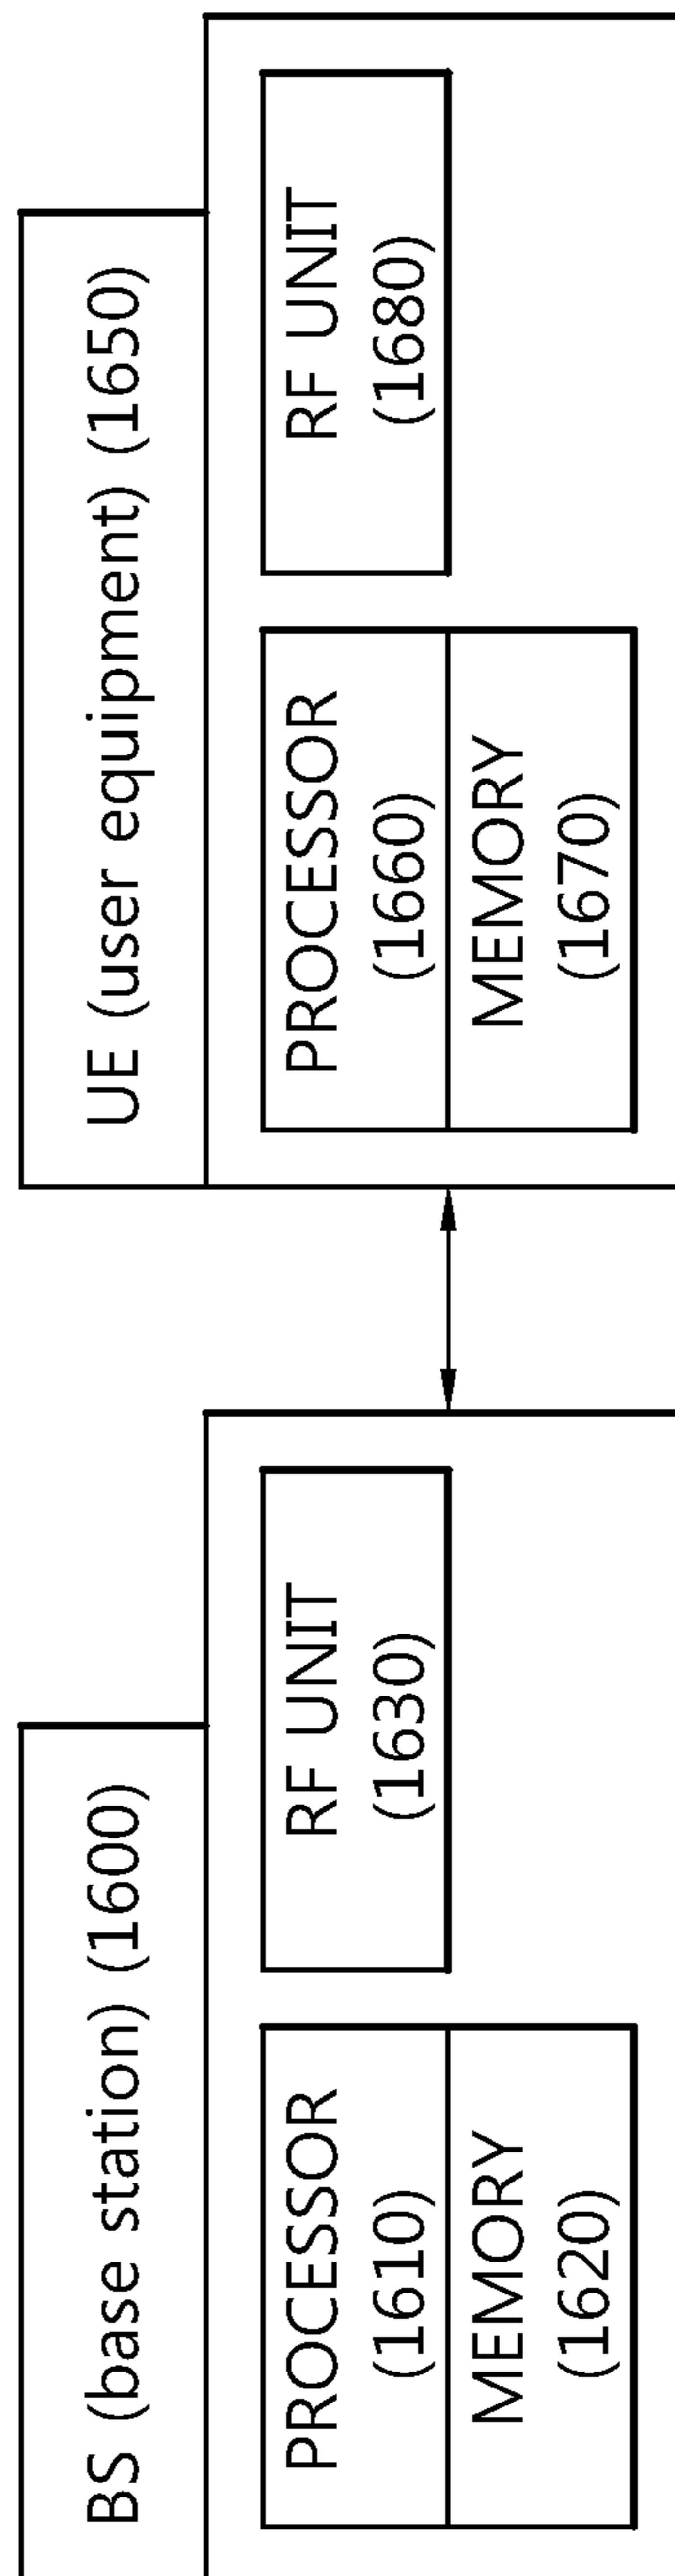 BS (base station) (1600)
PROCESSOR
(1610)
MEMORY
(1620)
RF UNIT
(1630)
UE (user equipment) (1650)
PROCESSOR
(1660)
MEMORY
(1670)
RF UNIT
(1680)